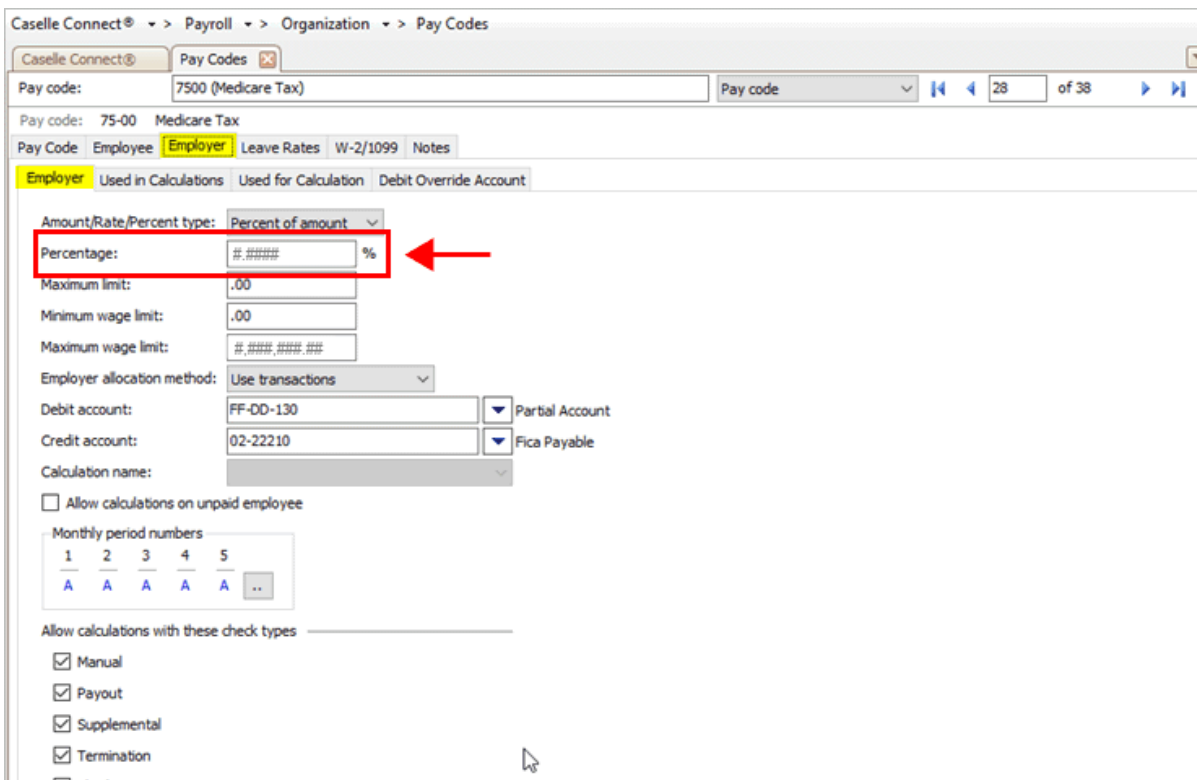 Caselle Connect® > Payroll > Organization > Pay Codes
Caselle Connect® Pay Codes
Pay code: 7500 (Medicare Tax) Pay code 28 of 38
Pay code: 75-00 Medicare Tax
Pay Code Employee Employer Leave Rates W-2/1099 Notes
Employer Used in Calculations Used for Calculation Debit Override Account
Amount/Rate/Percent type: Percent of amount
Percentage: #.#### %
Maximum limit: .00
Minimum wage limit: .00
Maximum wage limit: #,###,###.##
Employer allocation method: Use transactions
Debit account: FF-DD-130 Partial Account
Credit account: 02-22210 Fica Payable
Calculation name:
Allow calculations on unpaid employee
Monthly period numbers
1 2 3 4 5
A A A A A ..
Allow calculations with these check types
Manual
Payout
Supplemental
Termination